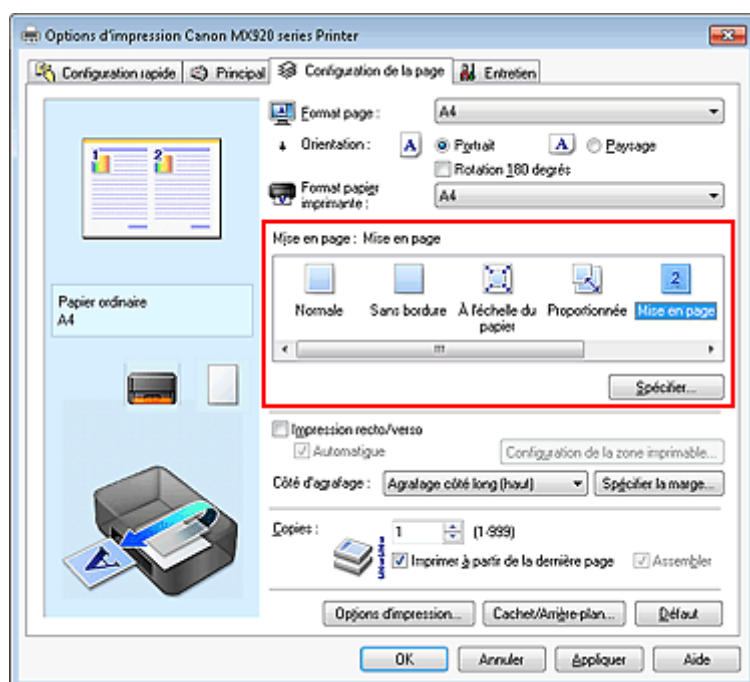 Options d'impression Canon MX920 series Printer
Configuration rapide Principal Configuration de la page Entretien
1 2
Format page : A4
Orientation : A Portrait A Paysage
Rotation 180 degrés
Format papier imprimante : A4
Mise en page : Mise en page
2
Normale Sans bordure À l'échelle du papier Proportionnée Mise en page
Spécifier...
Papier ordinaire
A4
Impression recto/verso
Automatique Configuration de la zone imprimable...
Côté d'agrafage : Agrafage côté long (haut) Spécifier la marge...
Copies : 1 (1-999)
Imprimer à partir de la dernière page Assembler
A
Options d'impression... Cachet/Arrière-plan... Défaut
OK Annuler Appliquer Aide